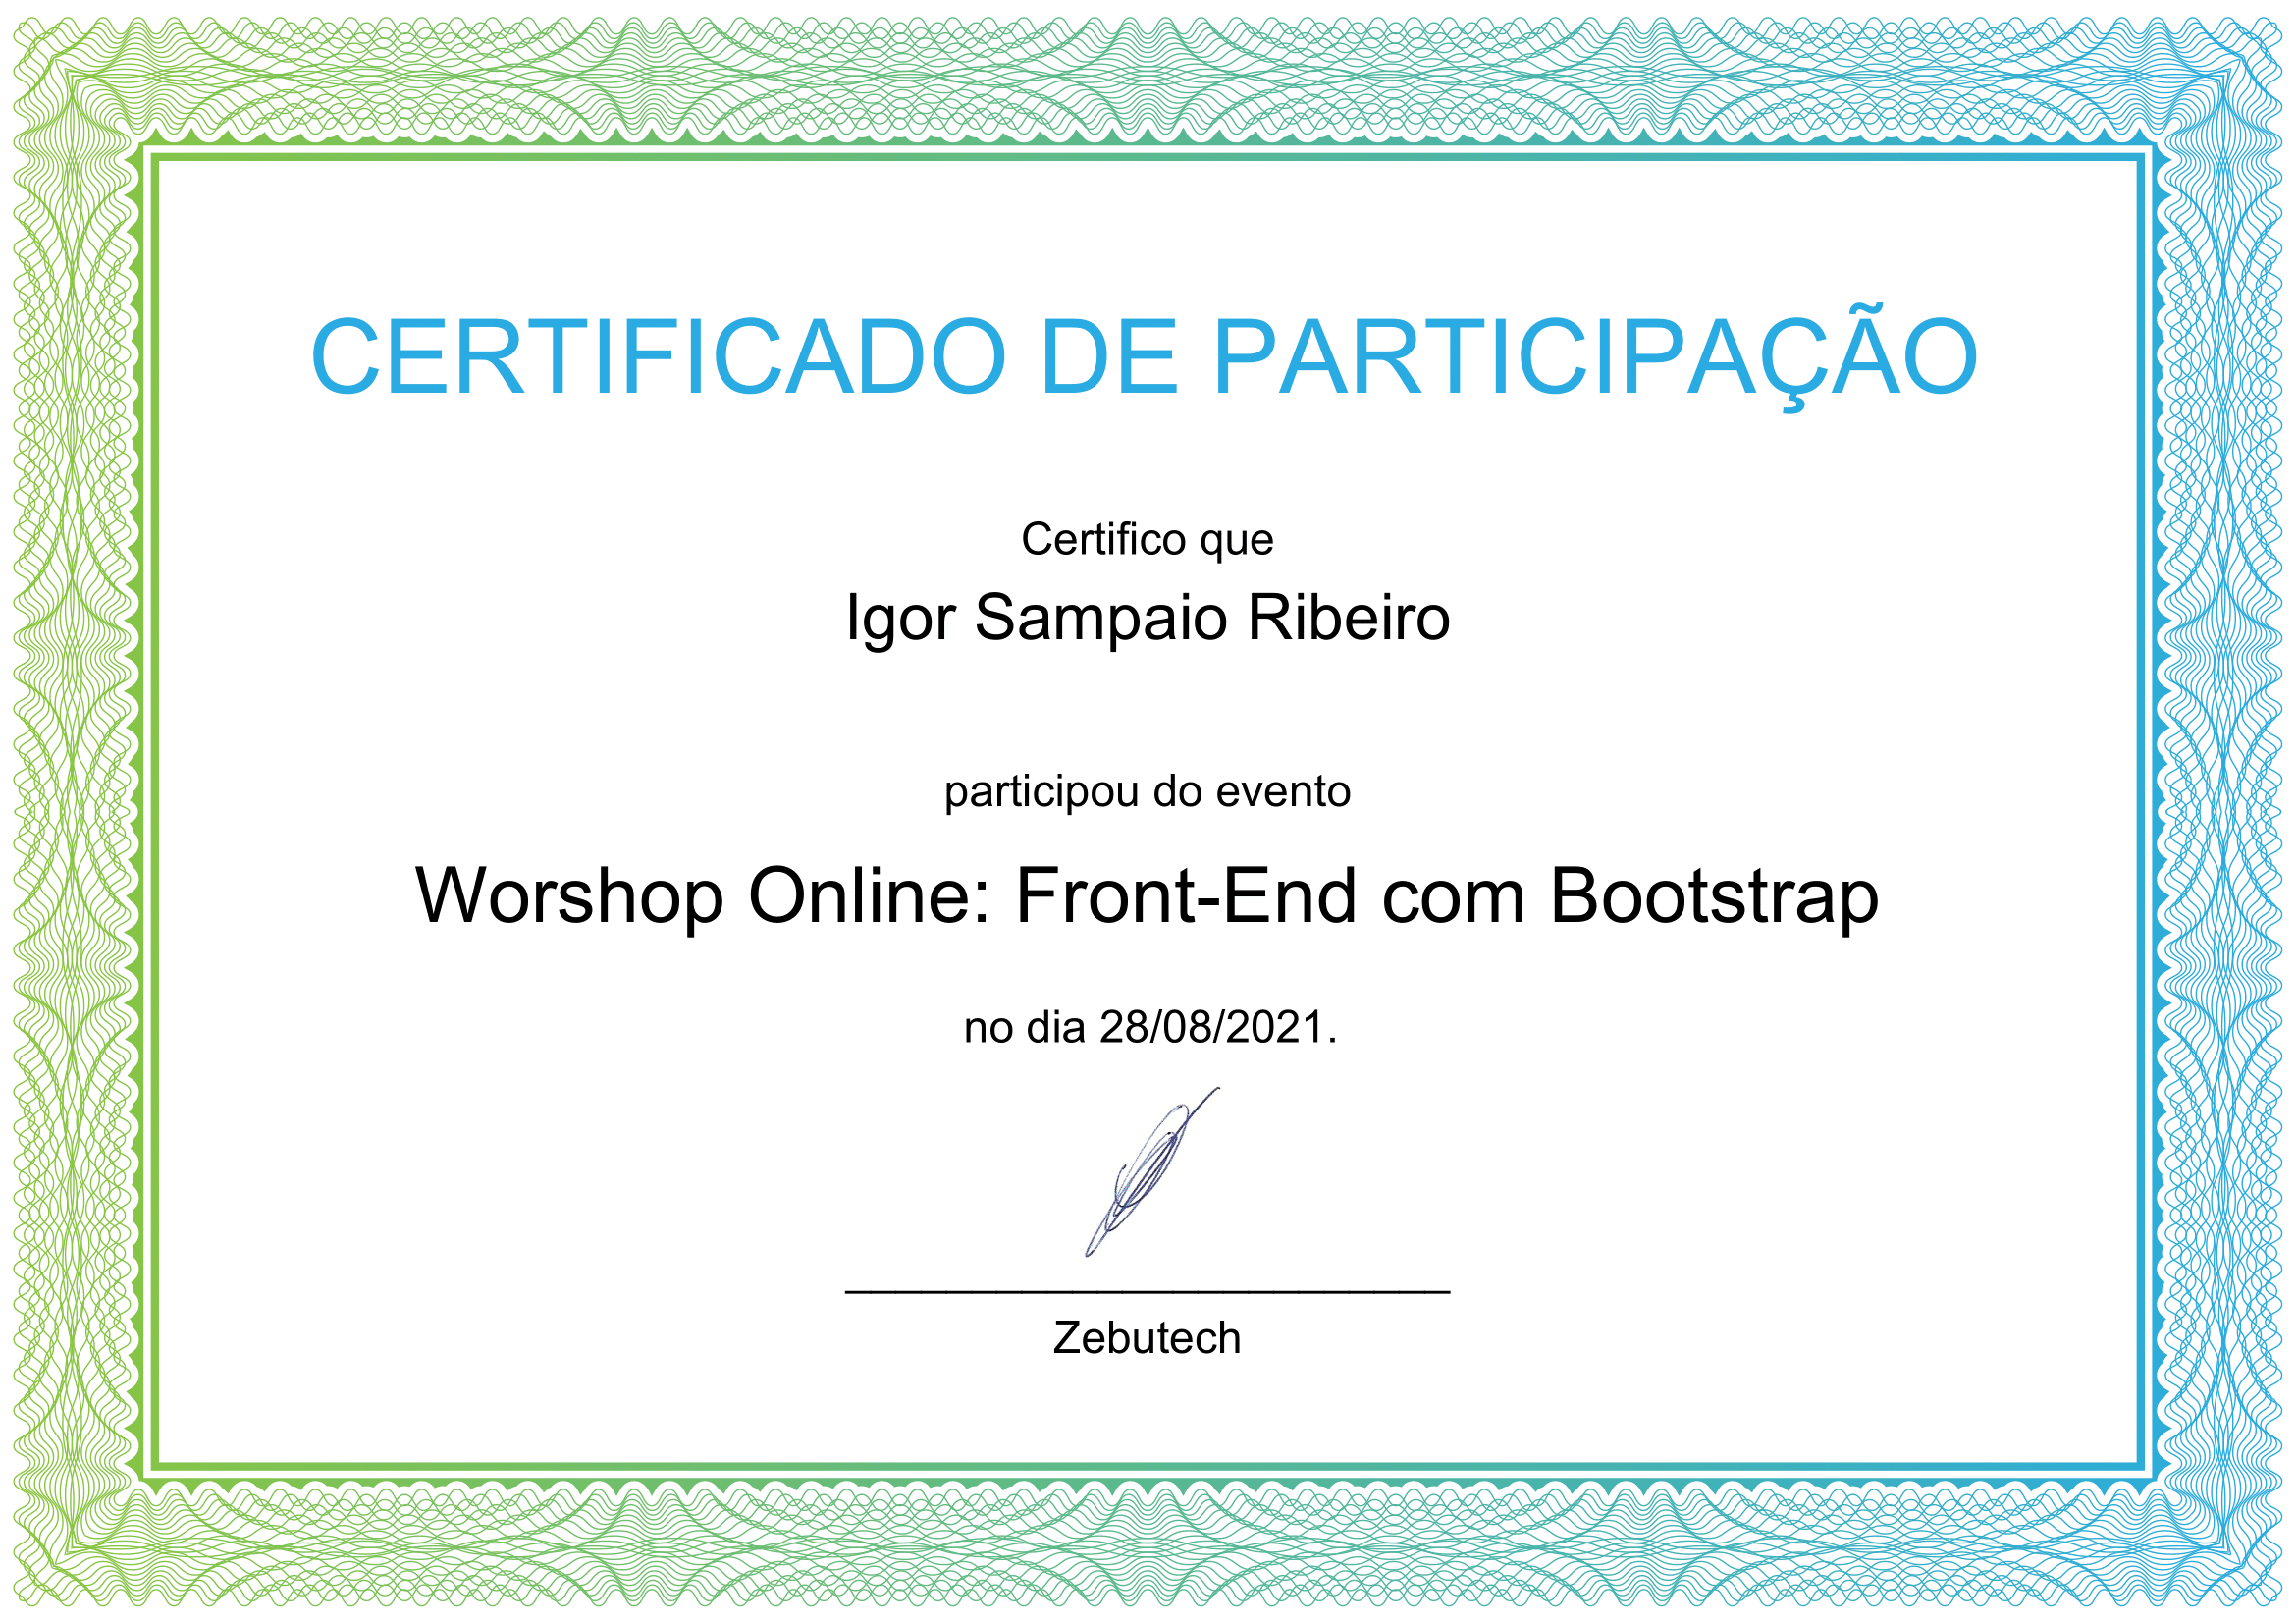 CERTIFICADO DE PARTICIPAÇÃO
Certifico que
Igor Sampaio Ribeiro
participou do evento
Worshop Online: Front-End com Bootstrap
no dia 28/08/2021.
Zebutech